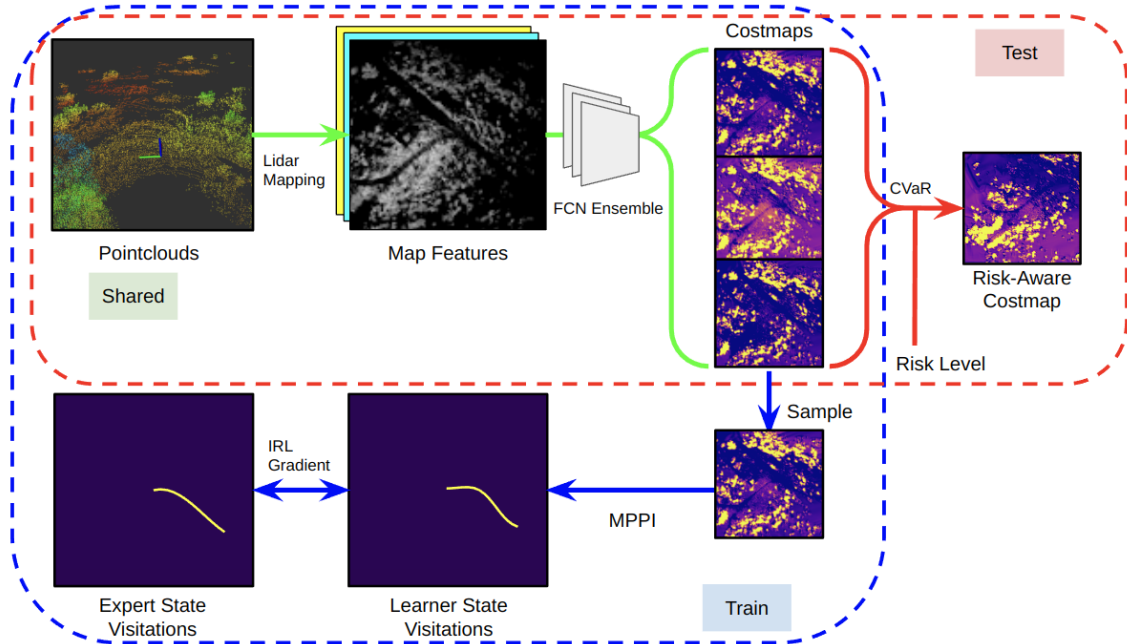 Costmaps
Test
Lidar
Mapping
FCN Ensemble
CVaR
Pointclouds
Map Features
Shared
Risk-Aware
Costmap
Risk Level
Sample
IRL
Gradient
MPPI
Expert State
Visitations
Learner State
Visitations
Train